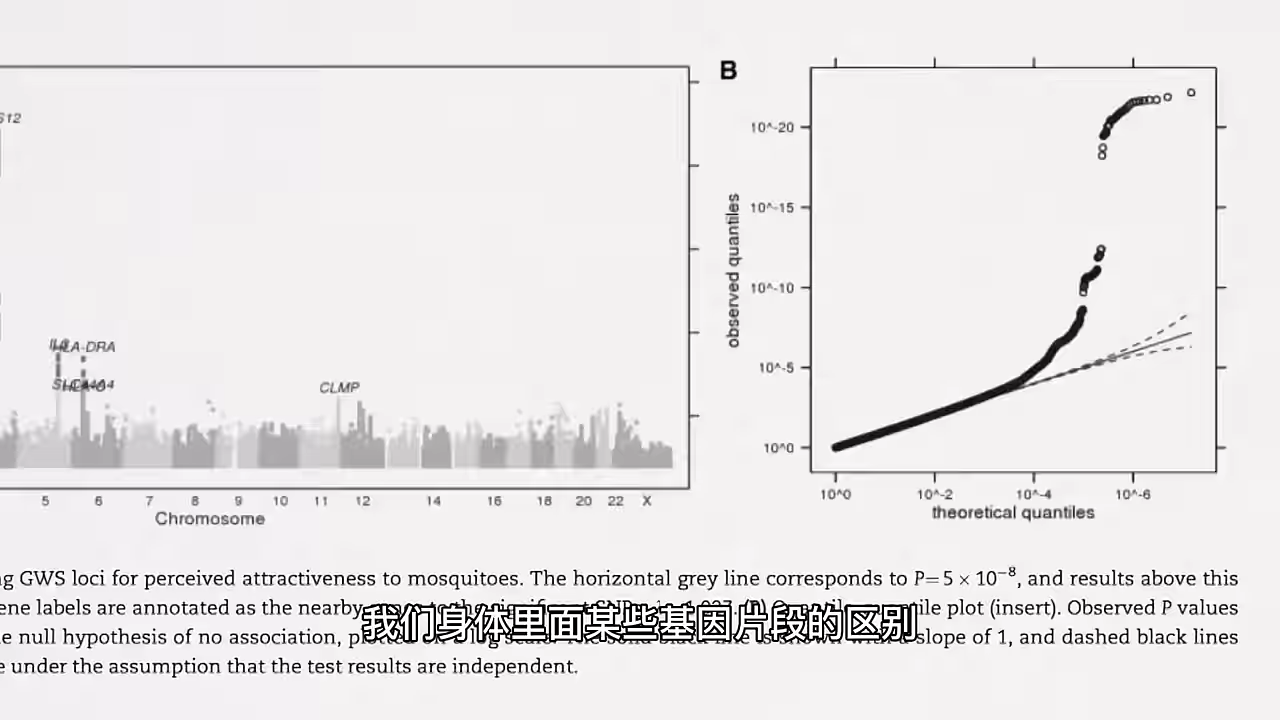 S12
HLA-DRA
CLMP
5 6 7 8 9 10 11 12 14 16 18 20 22 X
Chromosome
B
observed quantiles
10^-20
10^-15
10^-10
10^-5
10^0
10^0 10^-2 10^-4 10^-6
theoretical quantiles
ng GWS loci for perceived attractiveness to mosquitoes. The horizontal grey line corresponds to P=5 × 10⁻⁸, and results above this
ene labels are annotated as the nearby tile plot (insert). Observed P values
e null hypothesis of no association, a slope of 1, and dashed black lines
e under the assumption that the test results are independent.
我们身体里面某些基因片段的区别